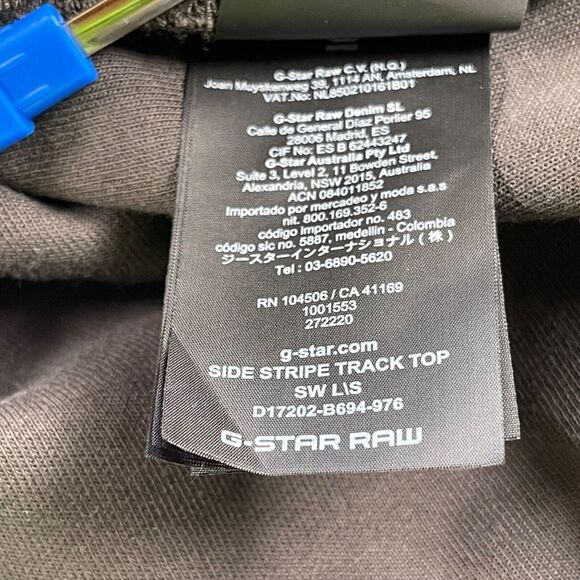 G-Star Raw C.V. (H.Q.)
Joan Muyskenweg 39, 1114 AN, Amsterdam, NL
VAT.No: NL850210161B01
G-Star Raw Denim SL
Calle de General Díaz Porlier 95
28006 Madrid, ES
CIF No: ES B 62443247
G-Star Australia Pty Ltd
Suite 3, Level 2, 11 Bowden Street,
Alexandria, NSW 2015, Australia
ACN 084011852
Importado por mercadeo y moda s.a.s
nit. 800.169.352-6
código importador no. 483
código sic no. 5887, medellin - Colombia
ジースターインターナショナル (株)
Tel : 03-6890-5620
RN 104506 / CA 41169
1001553
272220
g-star.com
SIDE STRIPE TRACK TOP
SW L\S
D17202-B694-976
G-STAR RAW